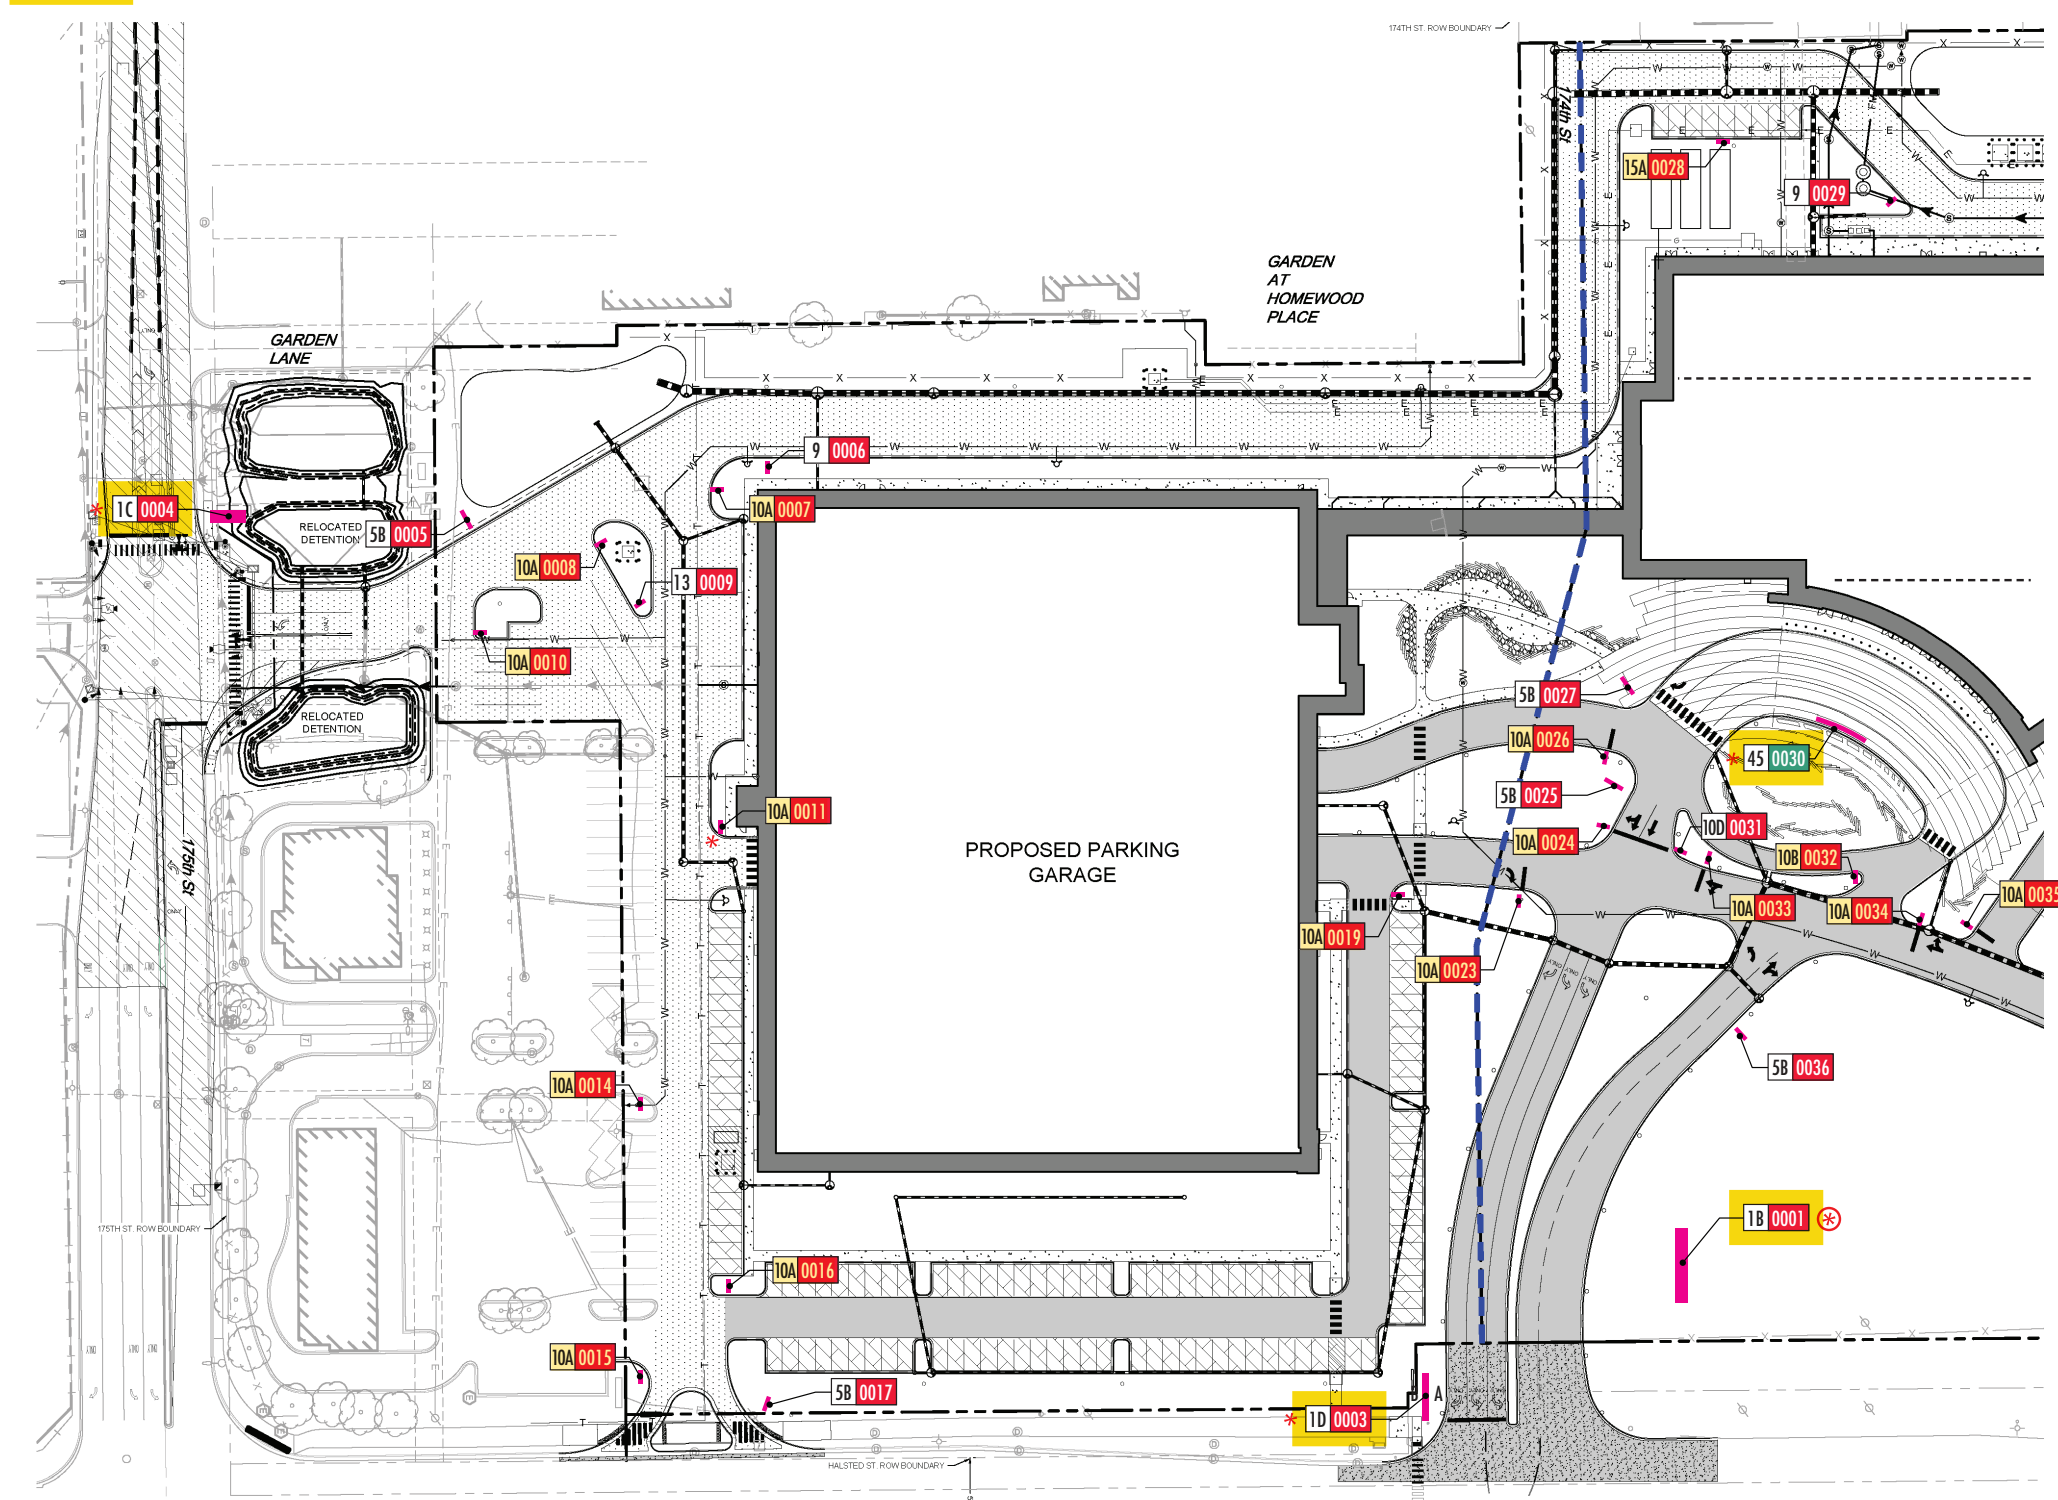 174TH ST. ROW BOUNDARY
174th St
15A 0028
9 0029
GARDEN
AT
HOMEWOOD
PLACE
GARDEN
LANE
9 0006
1C 0004
10A 0007
RELOCATED
DETENTION
5B 0005
10A 0008
13 0009
10A 0010
5B 0027
RELOCATED
DETENTION
10A 0026
45 0030
5B 0025
10A 0011
10D 0031
10A 0024
PROPOSED PARKING
GARAGE
10B 0032
175th St
10A 0035
10A 0033
10A 0034
10A 0019
10A 0023
5B 0036
10A 0014
1B 0001
175TH ST. ROW BOUNDARY
10A 0016
10A 0015
5B 0017
A
1D 0003
HALSTED ST. ROW BOUNDARY